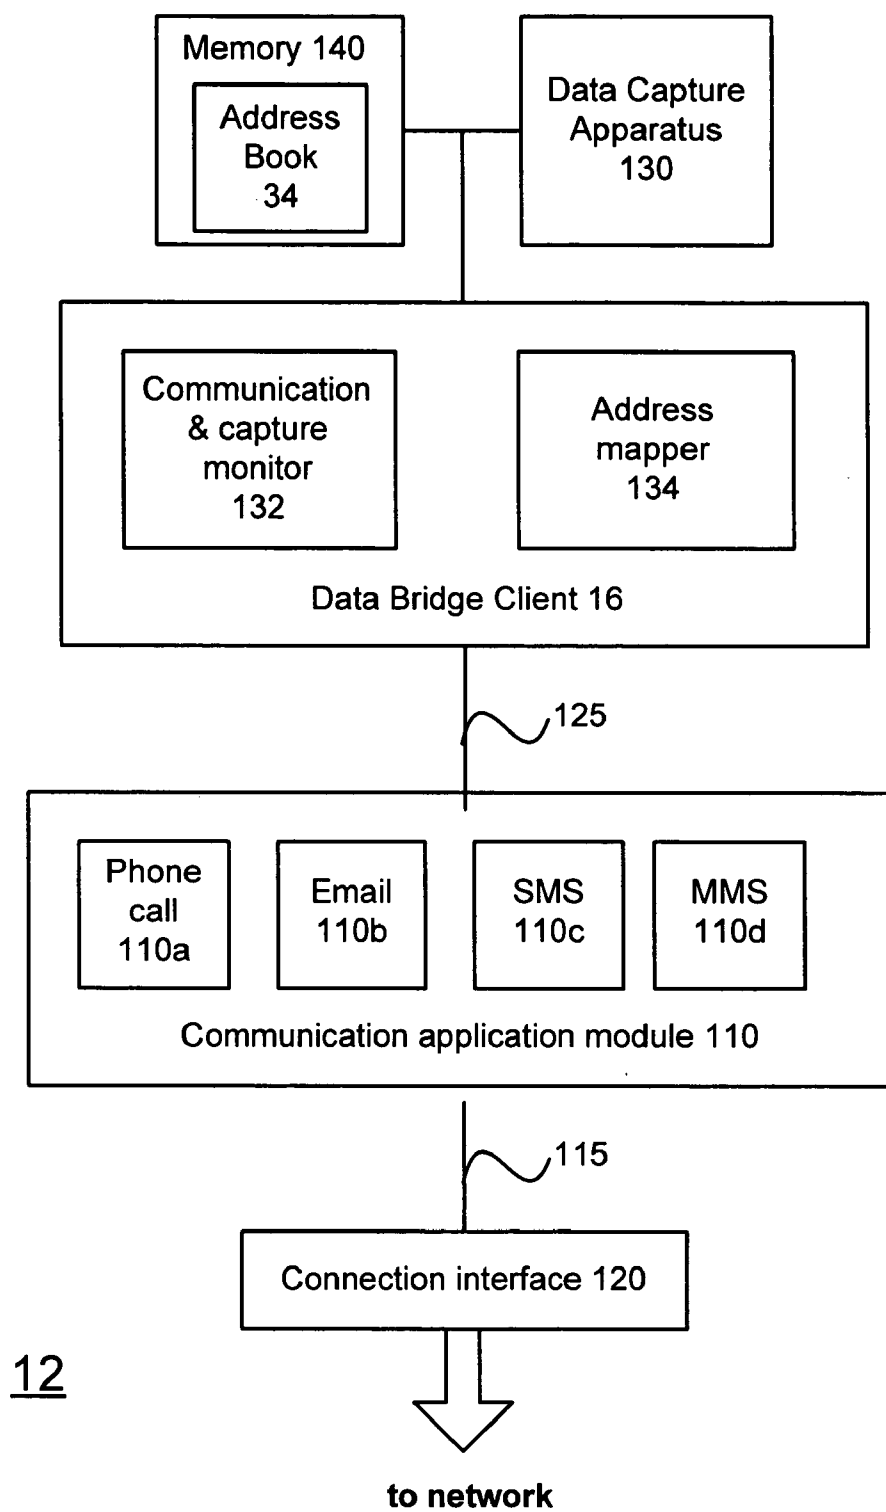 Memory 140
Address
Book
34
Data Capture
Apparatus
130
Communication
& capture
monitor
132
Address
mapper
134
Data Bridge Client 16
125
Phone
call
110a
Email
110b
SMS
110c
MMS
110d
Communication application module 110
115
Connection interface 120
12
to network